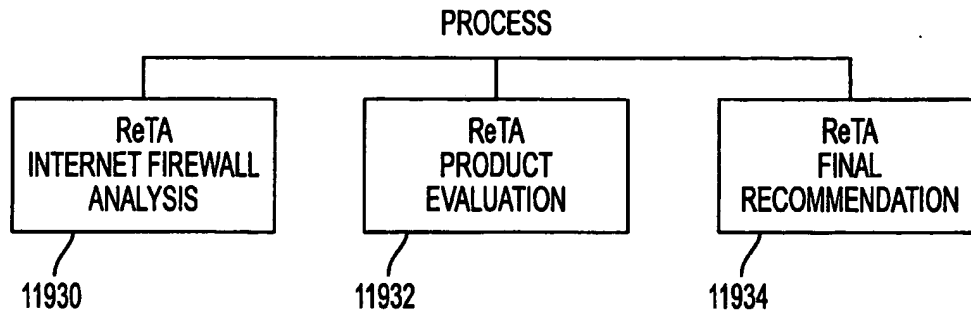 PROCESS
ReTA
INTERNET FIREWALL
ANALYSIS
ReTA
PRODUCT
EVALUATION
ReTA
FINAL
RECOMMENDATION
11930
11932
11934